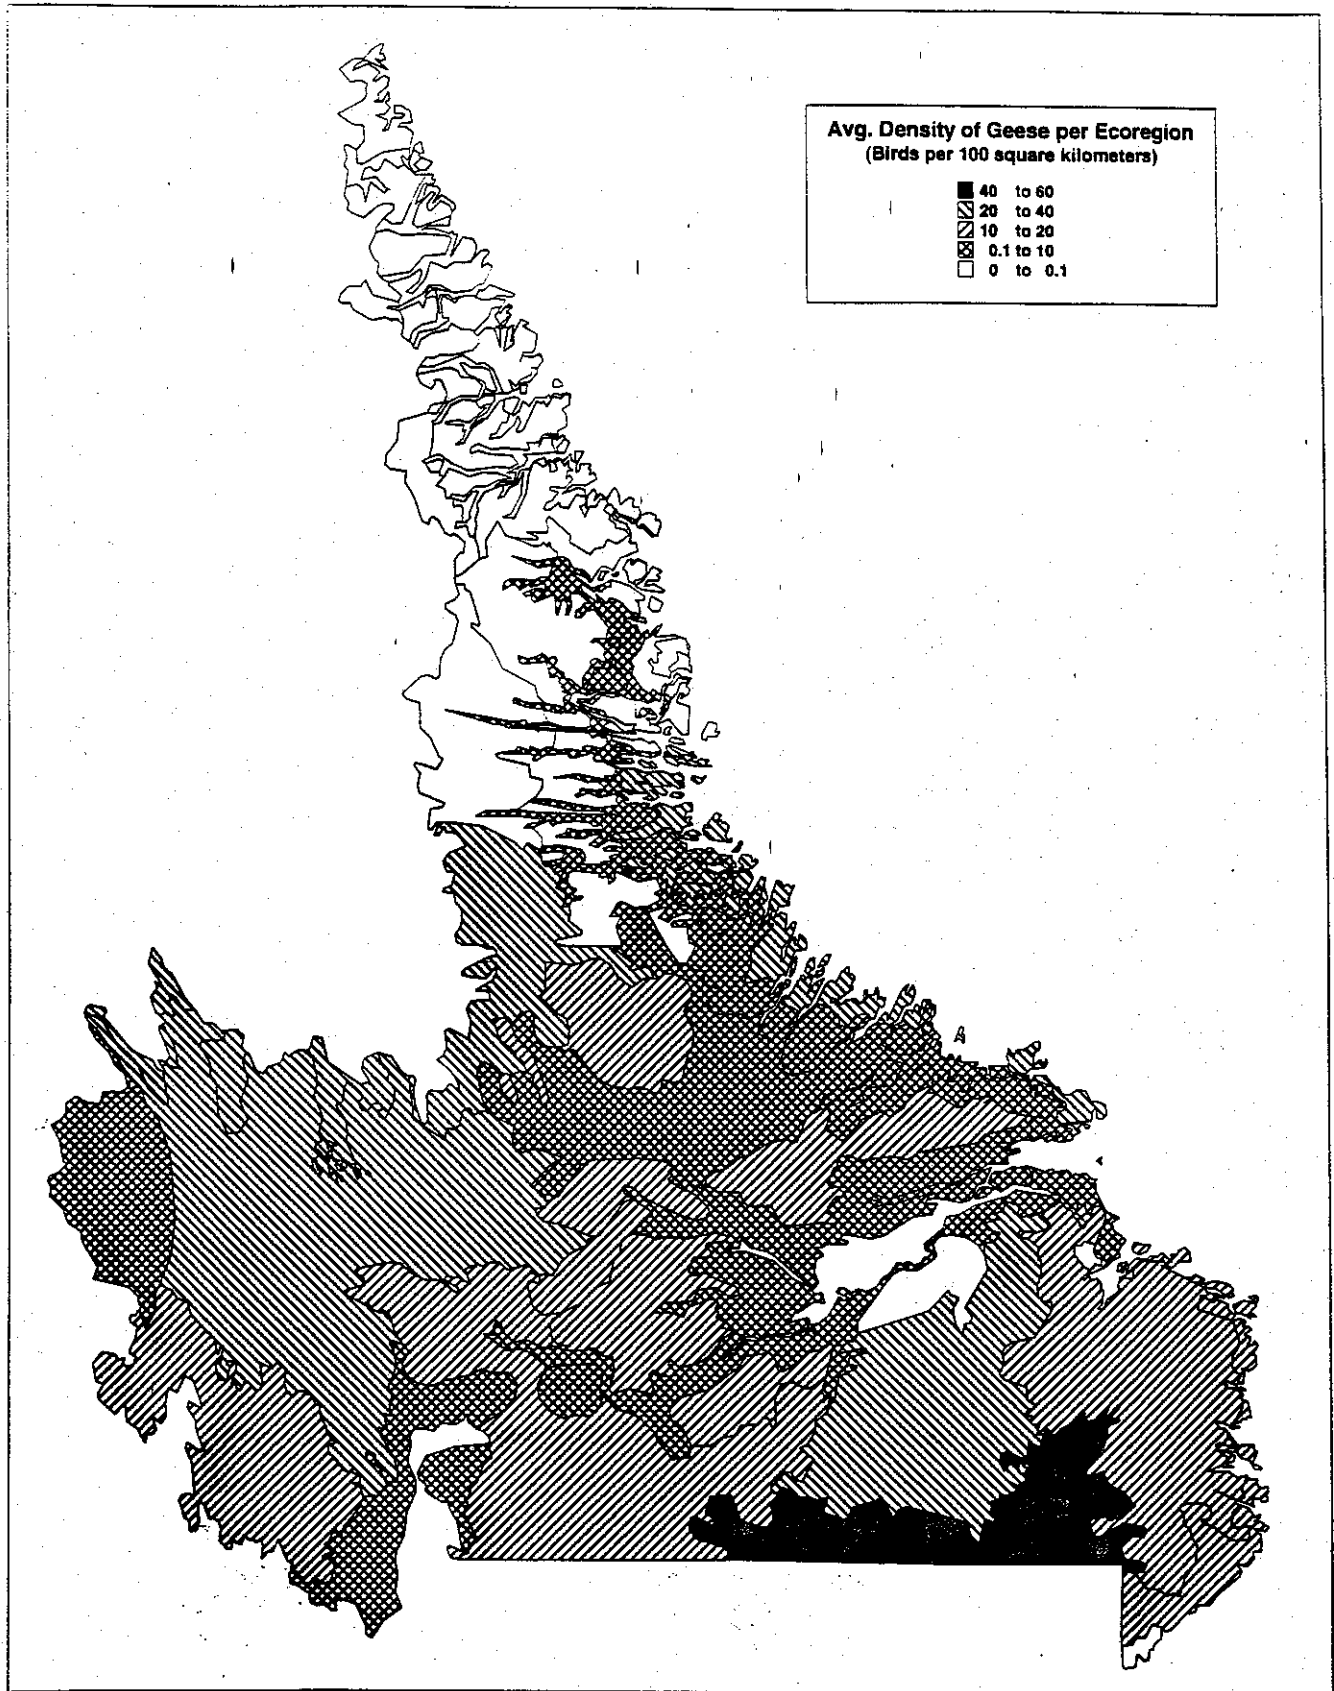 Avg. Density of Geese per Ecoregion
(Birds per 100 square kilometers)
40 to 60
20 to 40
10 to 20
0.1 to 10
0 to 0.1